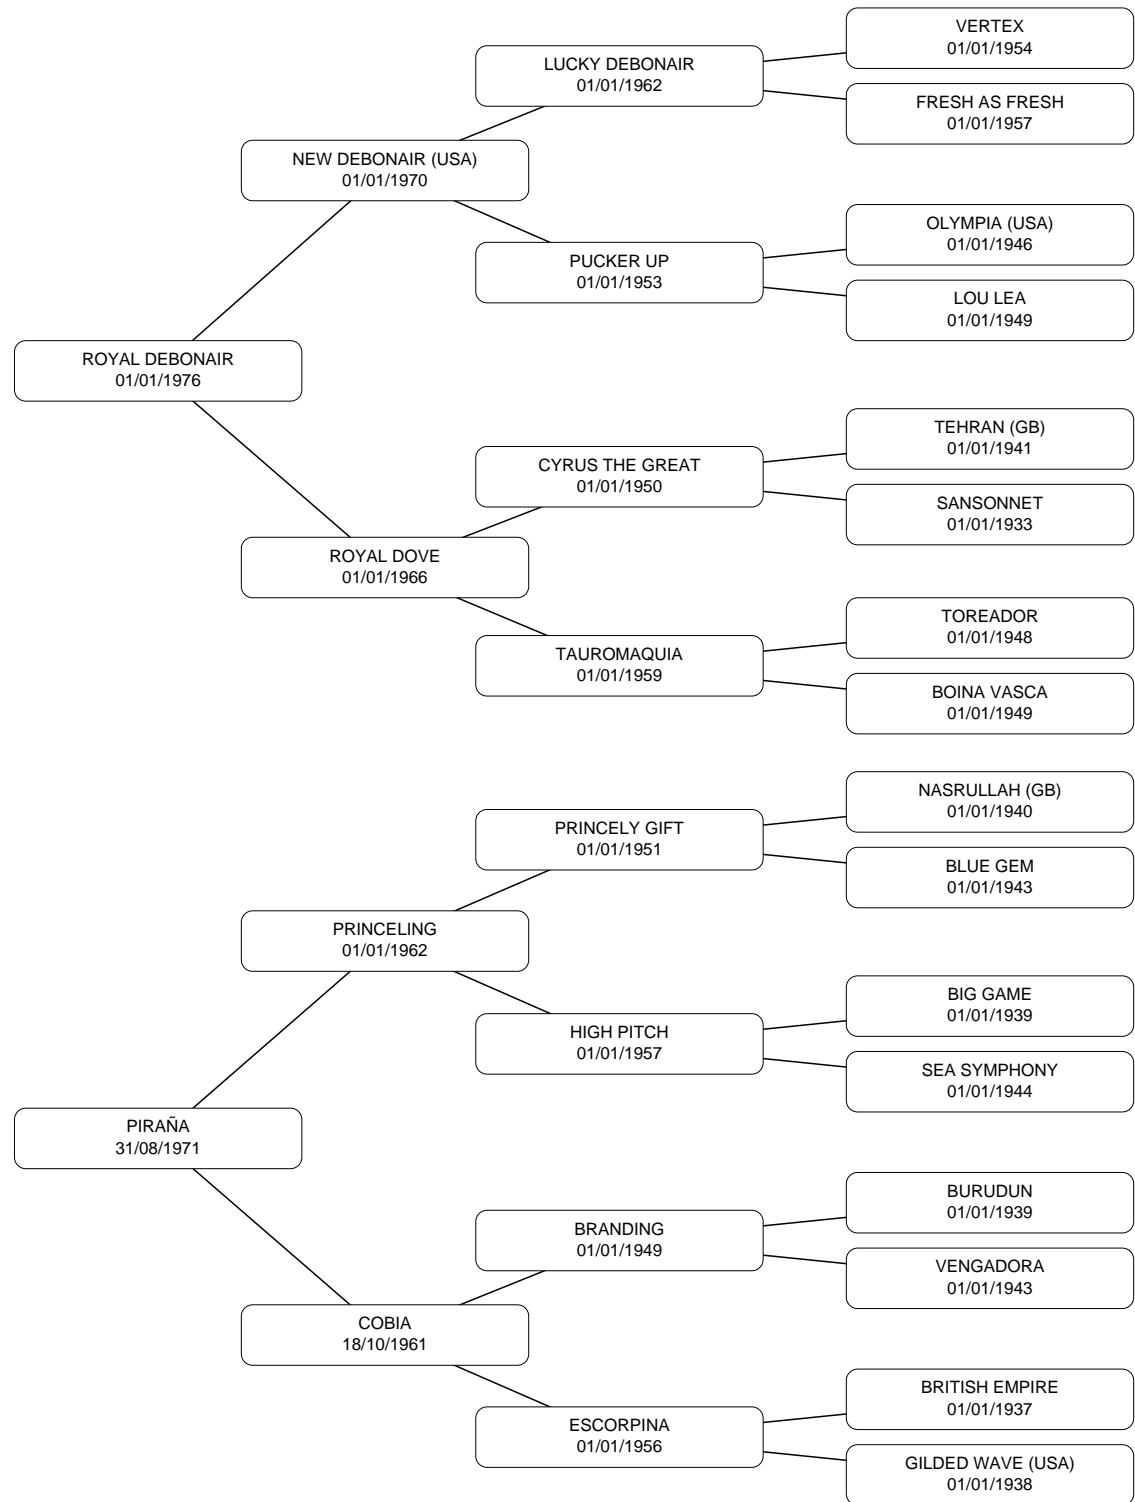 VERTEX
01/01/1954
LUCKY DEBONAIR
01/01/1962
FRESH AS FRESH
01/01/1957
NEW DEBONAIR (USA)
01/01/1970
OLYMPIA (USA)
01/01/1946
PUCKER UP
01/01/1953
LOU LEA
01/01/1949
ROYAL DEBONAIR
01/01/1976
TEHRAN (GB)
01/01/1941
CYRUS THE GREAT
01/01/1950
SANSONNET
01/01/1933
ROYAL DOVE
01/01/1966
TOREADOR
01/01/1948
TAUROMAQUIA
01/01/1959
BOINA VASCA
01/01/1949
NASRULLAH (GB)
01/01/1940
PRINCELY GIFT
01/01/1951
BLUE GEM
01/01/1943
PRINCELING
01/01/1962
BIG GAME
01/01/1939
HIGH PITCH
01/01/1957
SEA SYMPHONY
01/01/1944
PIRAÑA
31/08/1971
BURUDUN
01/01/1939
BRANDING
01/01/1949
VENGADORA
01/01/1943
COBIA
18/10/1961
BRITISH EMPIRE
01/01/1937
ESCORPINA
01/01/1956
GILDED WAVE (USA)
01/01/1938